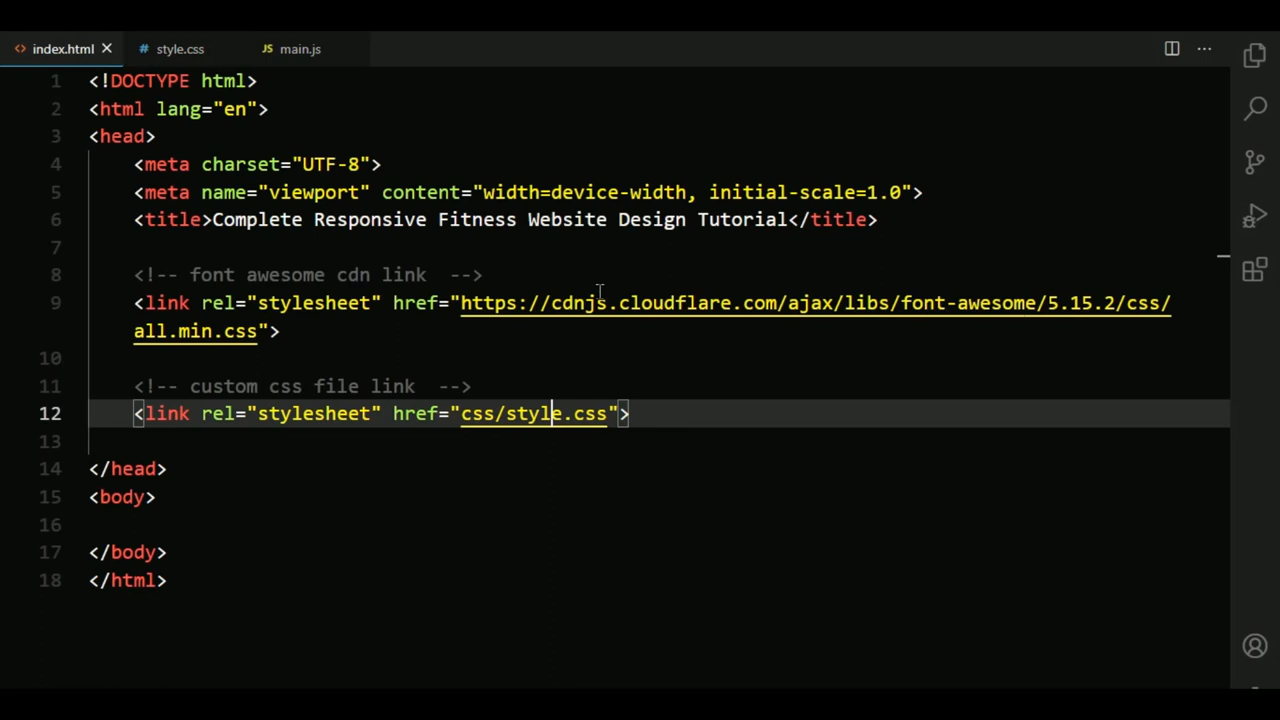 <> index.html × # style.css JS main.js
1 <!DOCTYPE html>
2 <html lang="en">
3 <head>
4 <meta charset="UTF-8">
5 <meta name="viewport" content="width=device-width, initial-scale=1.0">
6 <title>Complete Responsive Fitness Website Design Tutorial</title>
7
8 <!-- font awesome cdn link  -->
9 <link rel="stylesheet" href="https://cdnjs.cloudflare.com/ajax/libs/font-awesome/5.15.2/css/
all.min.css">
10
11 <!-- custom css file link  -->
12 <link rel="stylesheet" href="css/style.css">
13
14 </head>
15 <body>
16
17 </body>
18 </html>